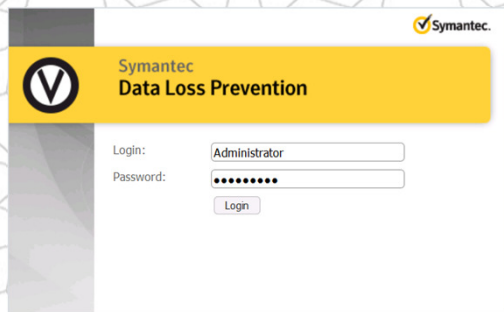 Symantec.
Symantec
Data Loss Prevention
Login: Administrator
Password: •••••••••
Login